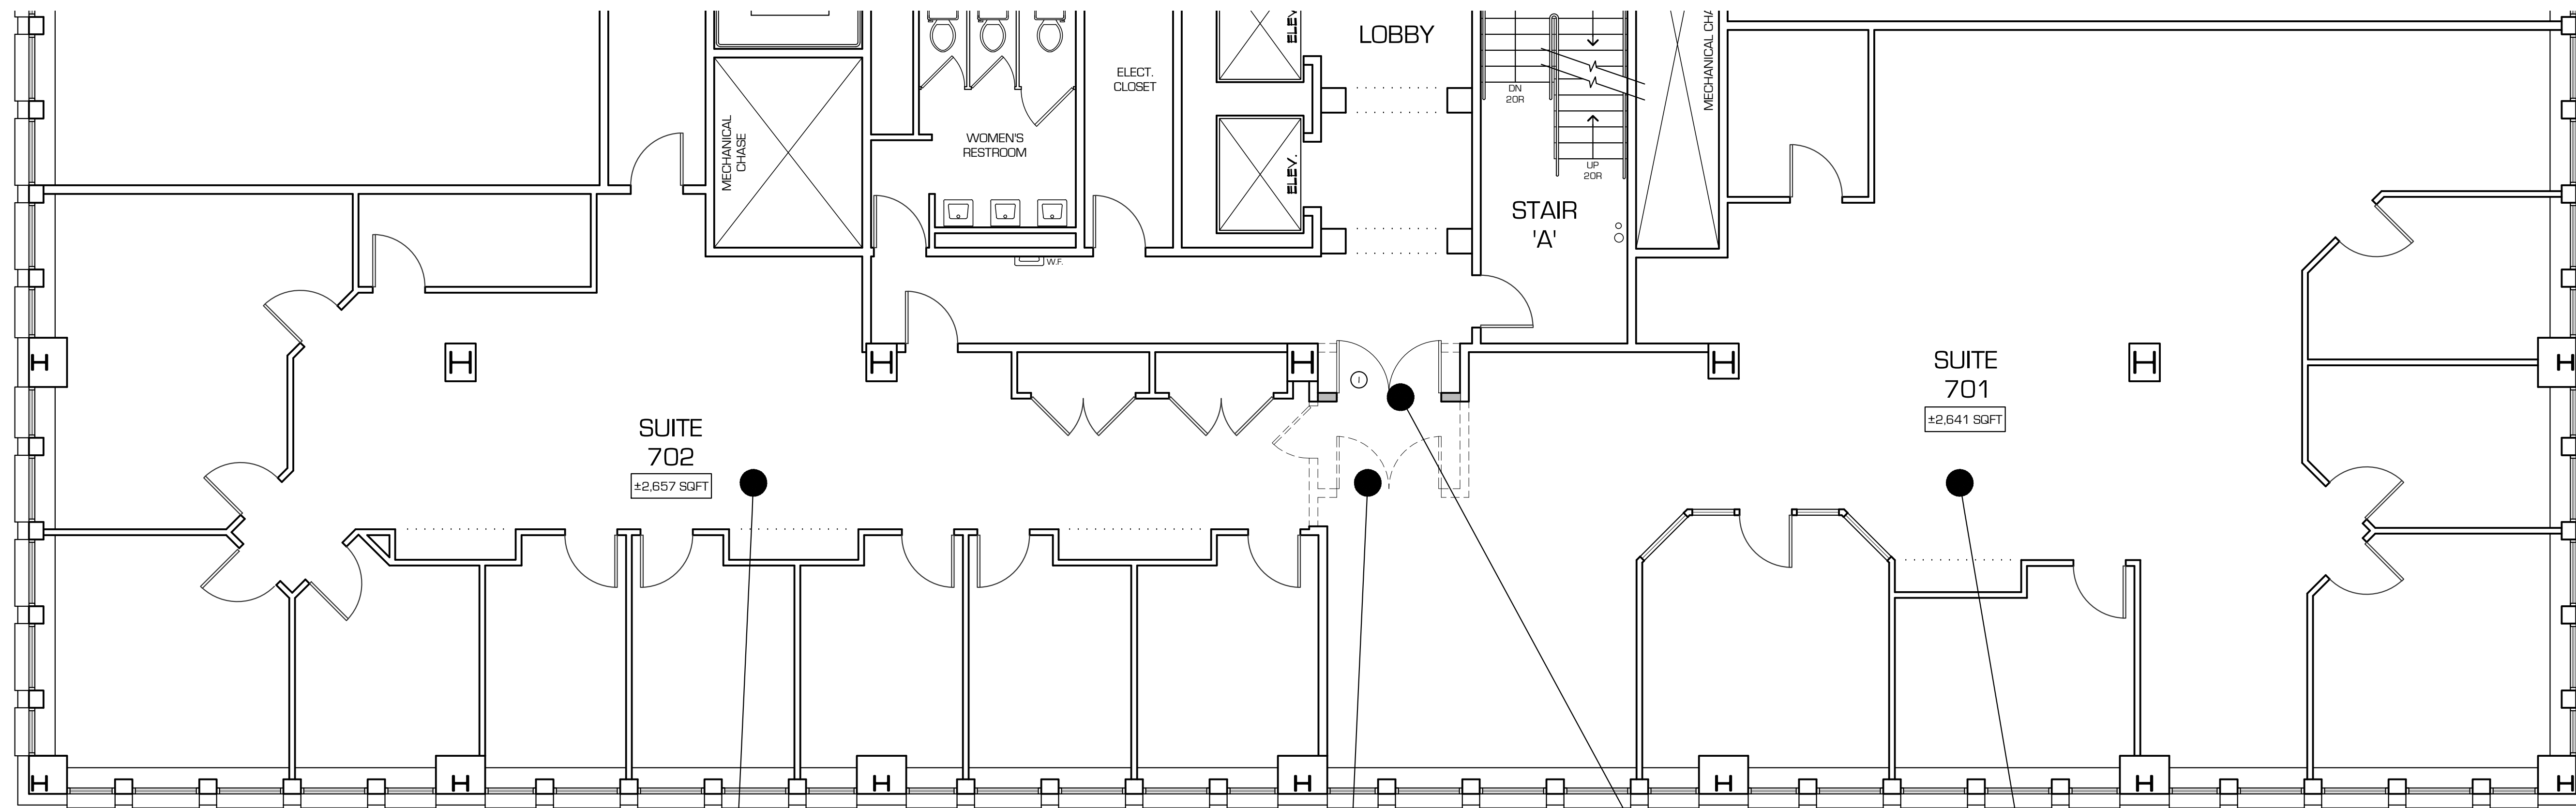 LOBBY
ELEV.
MECHANICAL
ELECT.
CLOSET
DN
20R
MECHANICAL
CHASE
WOMEN'S
RESTROOM
ELEV.
UP
20R
STAIR
'A'
W.F.
SUITE
701
±2,641 SQFT
SUITE
702
±2,657 SQFT